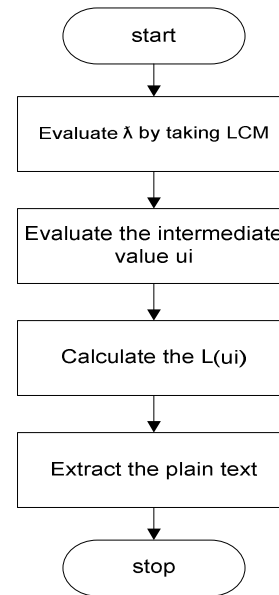 start
Evaluate ƛ by taking LCM
Evaluate the intermediate
value ui
Calculate the L(ui)
Extract the plain text
stop